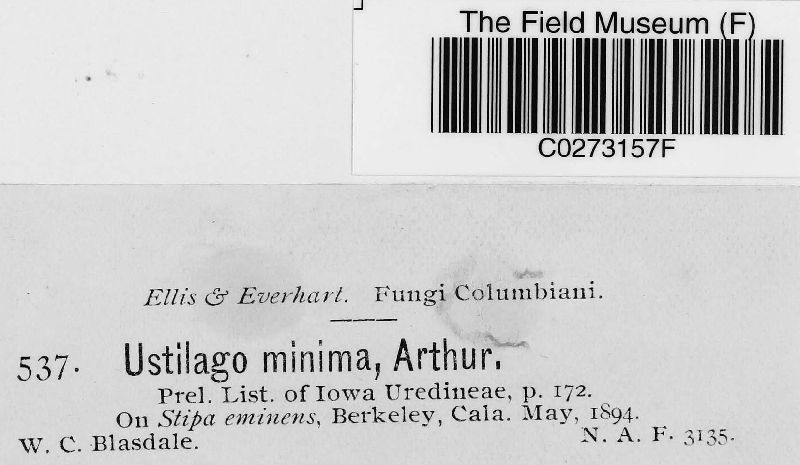 The Field Museum (F)
C0273157F
Ellis & Everhart. Fungi Columbiani.
537. Ustilago minima, Arthur.
Prel. List. of Iowa Uredineae, p. 172.
On Stipa eminens, Berkeley, Cala. May, 1894.
W. C. Blasdale. N. A. F. 3135.